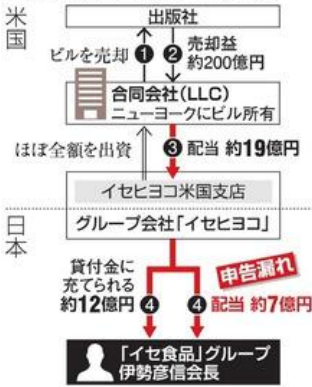 米国
出版社
ビルを売却 ❶ ❷ 売却益
約200億円
合同会社(LLC)
ニューヨークにビル所有
ほぼ全額を出資
❸ 配当 約19億円
イセヒヨコ米国支店
日本
グループ会社「イセヒヨコ」
貸付金に
充てられる
約12億円 ❹
申告漏れ
❹ 配当 約7億円
「イセ食品」グループ
伊勢彦信会長